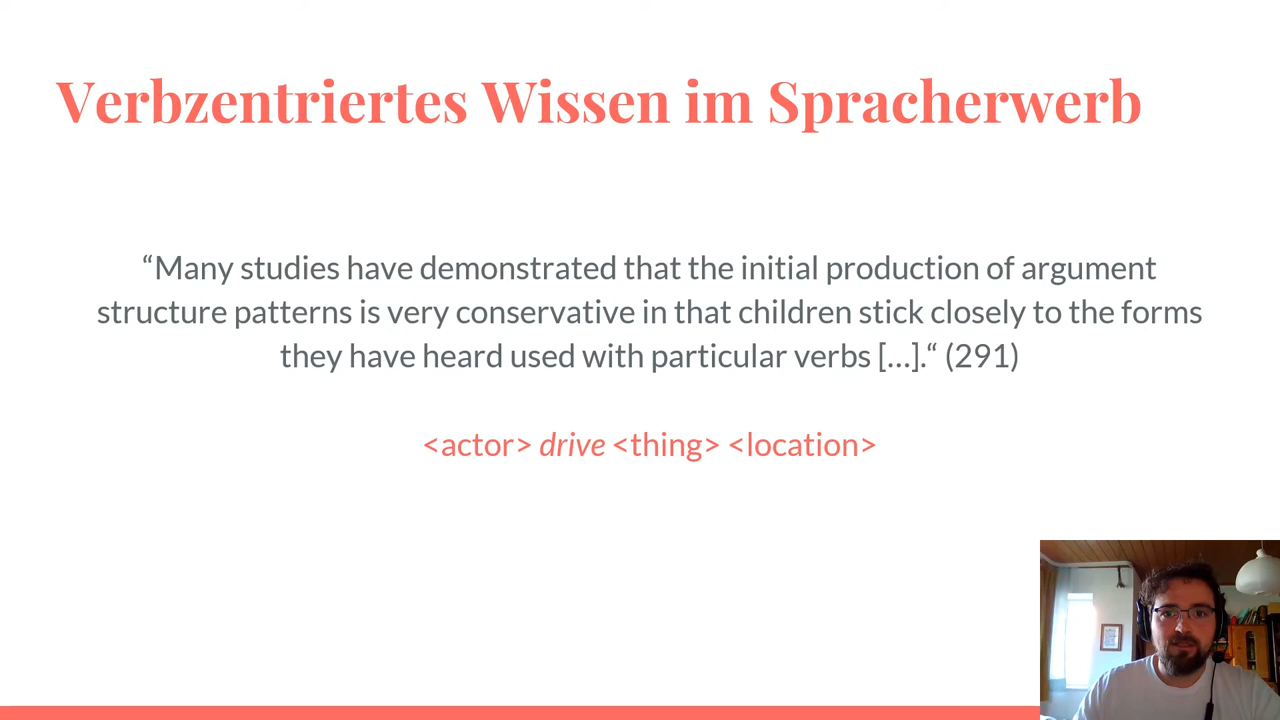 Verbzentriertes Wissen im Spracherwerb
“Many studies have demonstrated that the initial production of argument
structure patterns is very conservative in that children stick closely to the forms
they have heard used with particular verbs […].“ (291)
<actor> drive <thing> <location>